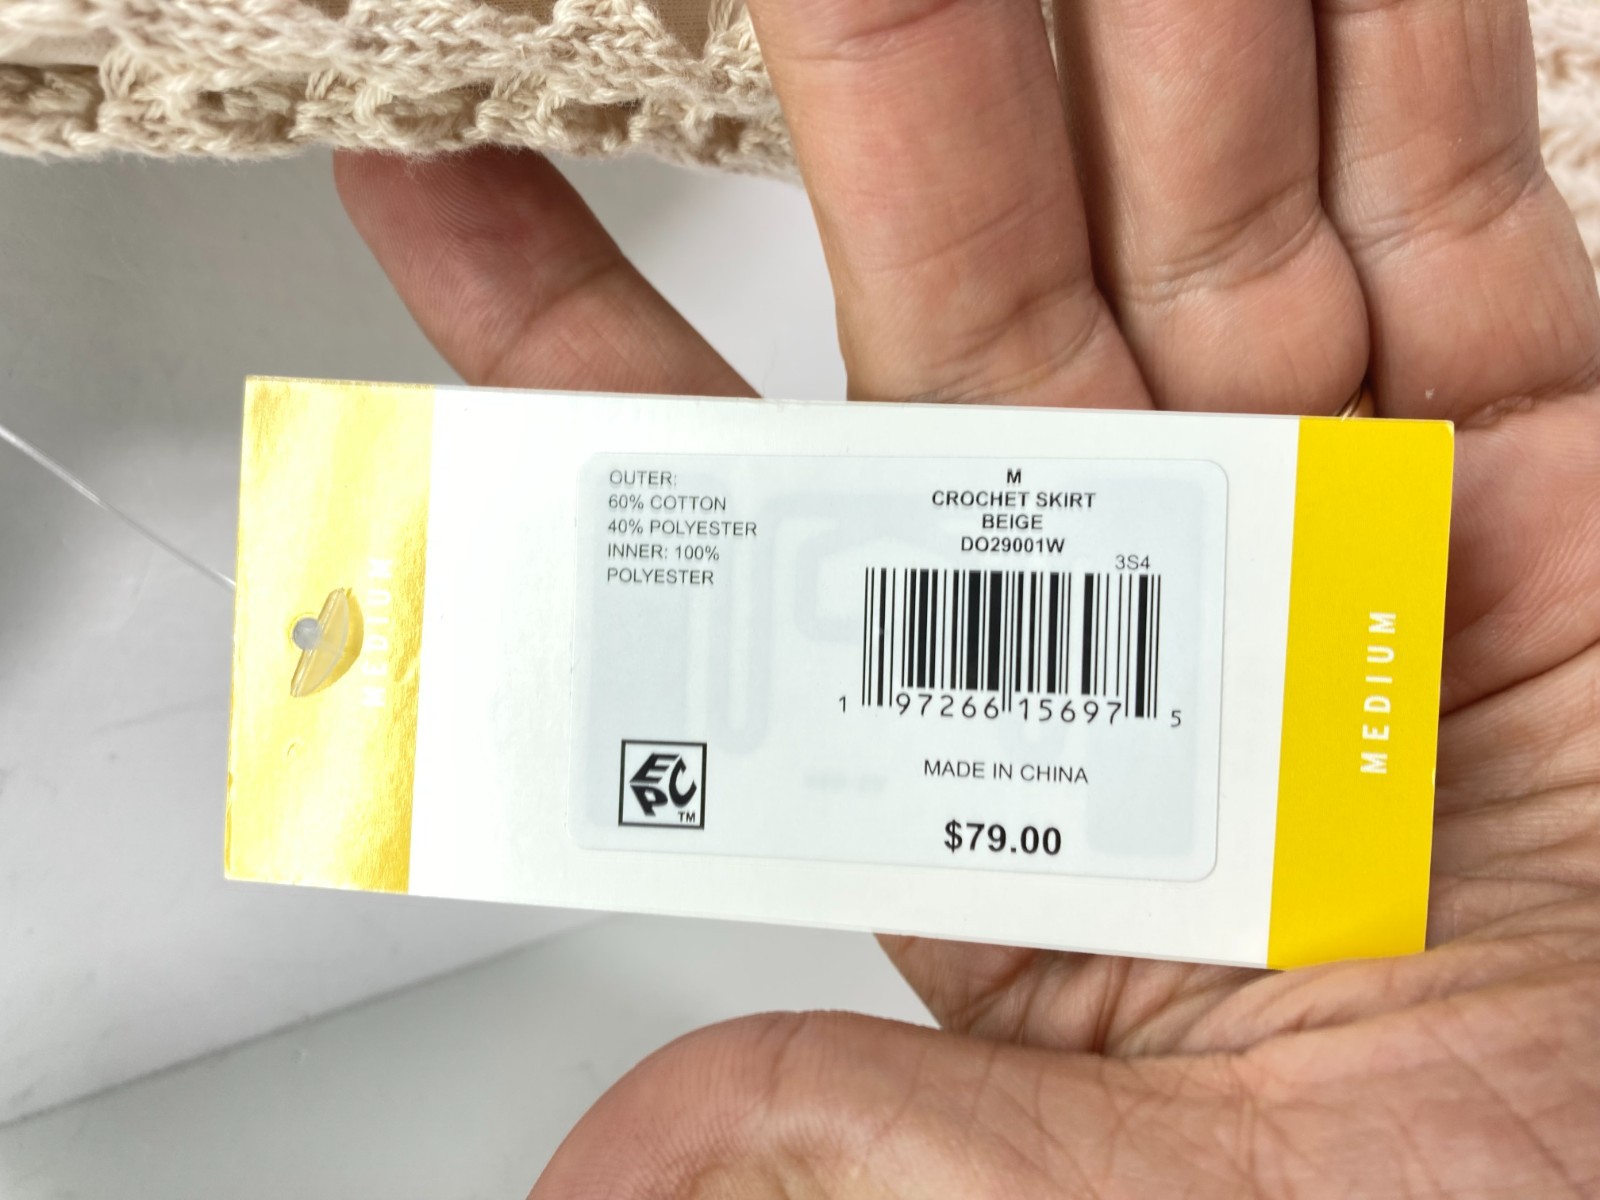 MEDIUM
OUTER:
60% COTTON
40% POLYESTER
INNER: 100%
POLYESTER
M
CROCHET SKIRT
BEIGE
DO29001W
3S4
1 97266 15697 5
EPC
TM
MADE IN CHINA
$79.00
MEDIUM